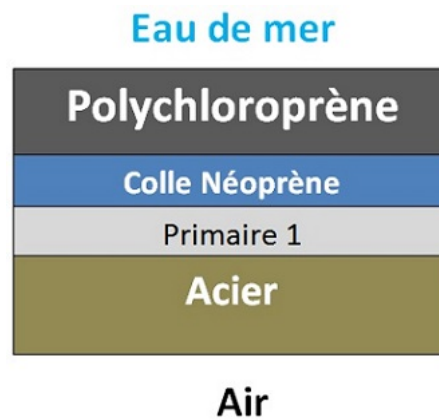 Eau de mer
Polychloroprène
Colle Néoprène
Primaire 1
Acier
Air